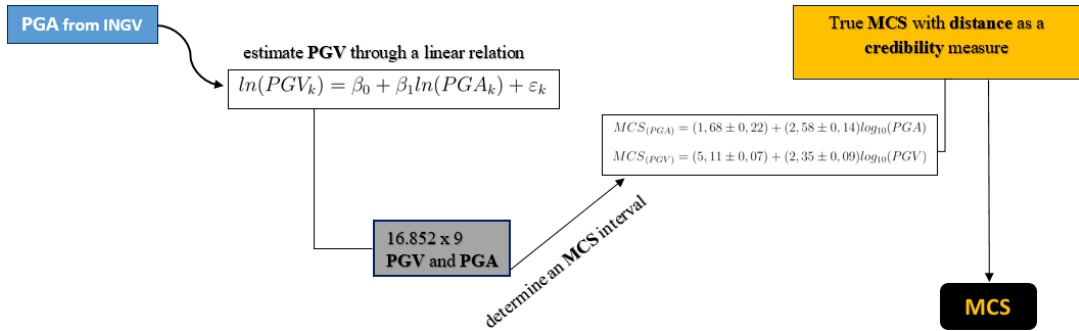 PGA from INGV
estimate PGV through a linear relation
ln(PGV_k) = β_0 + β_1ln(PGA_k) + ε_k
16.852 x 9
PGV and PGA
determine an MCS interval
MCS_(PGA) = (1,68 ± 0,22) + (2,58 ± 0,14)log_10(PGA)
MCS_(PGV) = (5,11 ± 0,07) + (2,35 ± 0,09)log_10(PGV)
True MCS with distance as a
credibility measure
MCS